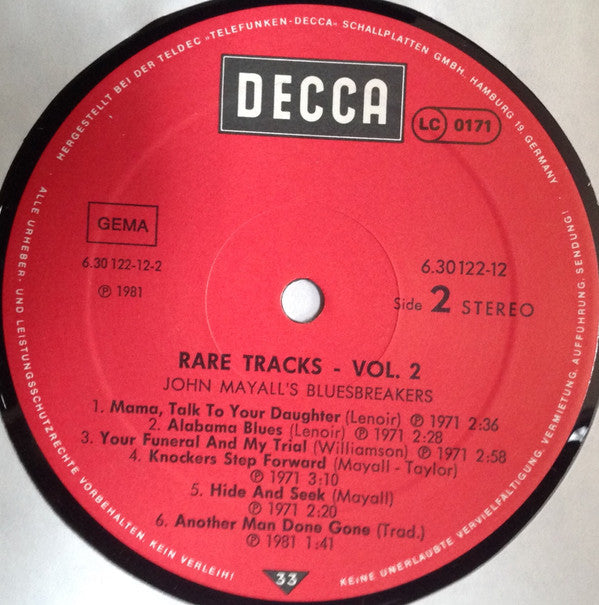 HERGESTELLT BEI DER TELDEC »TELEFUNKEN-DECCA« SCHALLPLATTEN GMBH, HAMBURG 19, GERMANY
DECCA
LC 0171
GEMA
6.30 122-12-2
℗ 1981
6.30 122-12
Side 2 STEREO
RARE TRACKS - VOL. 2
JOHN MAYALL'S BLUESBREAKERS
1. Mama, Talk To Your Daughter (Lenoir) ℗ 1971 2:36
2. Alabama Blues (Lenoir) ℗ 1971 2:28
3. Your Funeral And My Trial (Williamson) ℗ 1971 2:58
4. Knockers Step Forward (Mayall - Taylor)
℗ 1971 3:10
5. Hide And Seek (Mayall)
℗ 1971 2:20
6. Another Man Done Gone (Trad.)
℗ 1981 1:41
33
ALLE URHEBER- UND LEISTUNGSSCHUTZRECHTE VORBEHALTEN. KEIN VERLEIH!
KEINE UNERLAUBTE VERVIELFÄLTIGUNG, VERMIETUNG, AUFFÜHRUNG, SENDUNG!